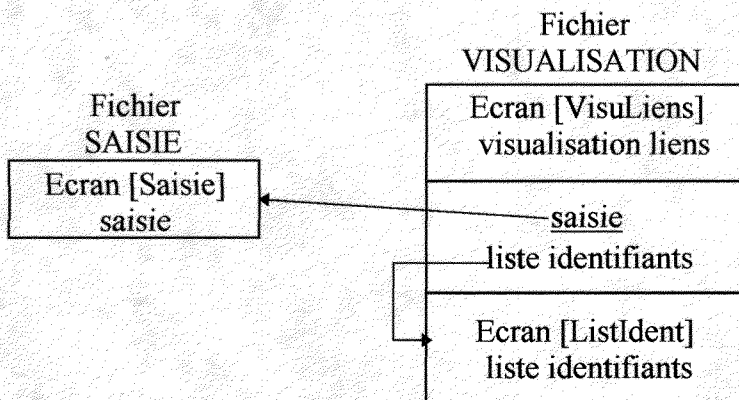 Fichier
SAISIE
Ecran [Saisie]
saisie
Fichier
VISUALISATION
Ecran [VisuLiens]
visualisation liens
saisie
liste identifiants
Ecran [ListIdent]
liste identifiants